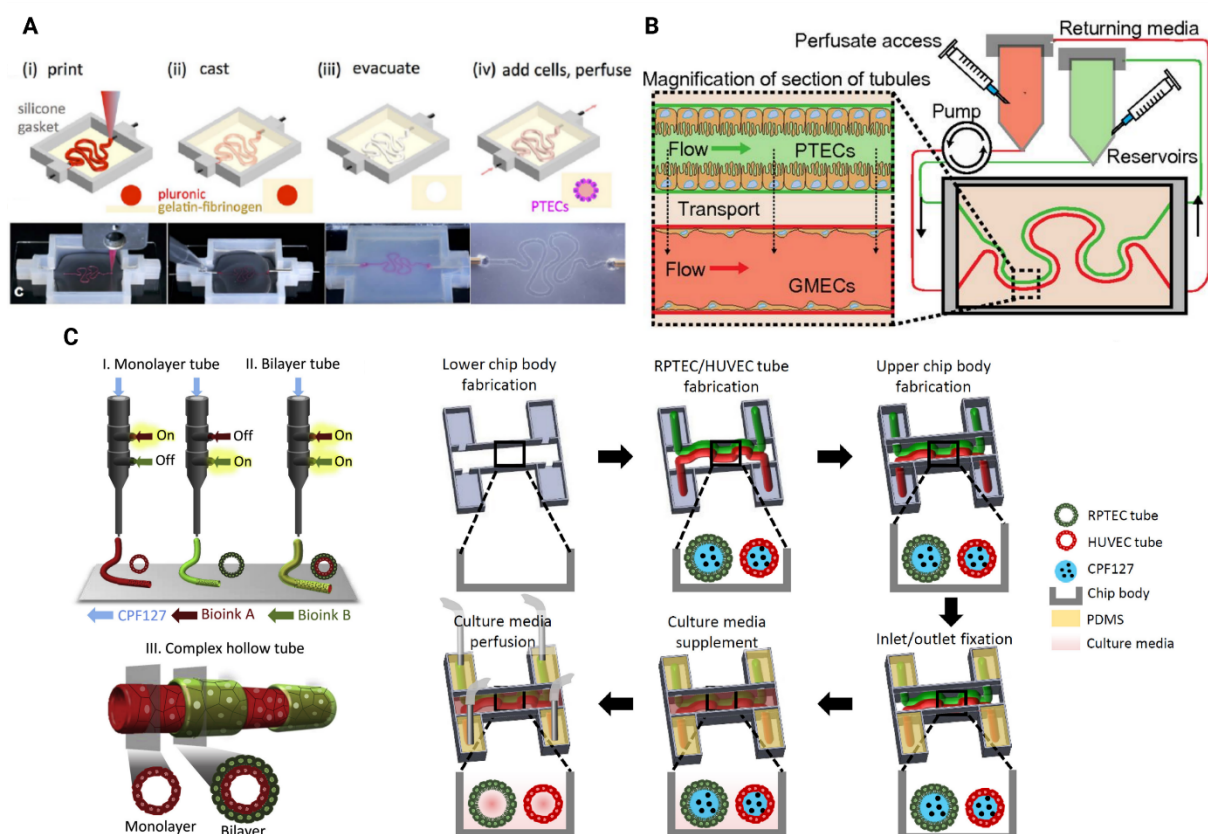 A
(i) print
(ii) cast
(iii) evacuate
(iv) add cells, perfuse
silicone
gasket
pluronic
gelatin-fibrinogen
PTECs
c
B
Returning media
Perfusate access
Magnification of section of tubules
Pump
Flow
PTECs
Reservoirs
Transport
Flow
GMECs
C
I. Monolayer tube
II. Bilayer tube
On
Off
On
Off
On
On
CPF127
Bioink A
Bioink B
III. Complex hollow tube
Monolayer
Bilayer
Lower chip body
fabrication
RPTEC/HUVEC tube
fabrication
Upper chip body
fabrication
Inlet/outlet fixation
Culture media
supplement
Culture media
perfusion
RPTEC tube
HUVEC tube
CPF127
Chip body
PDMS
Culture media